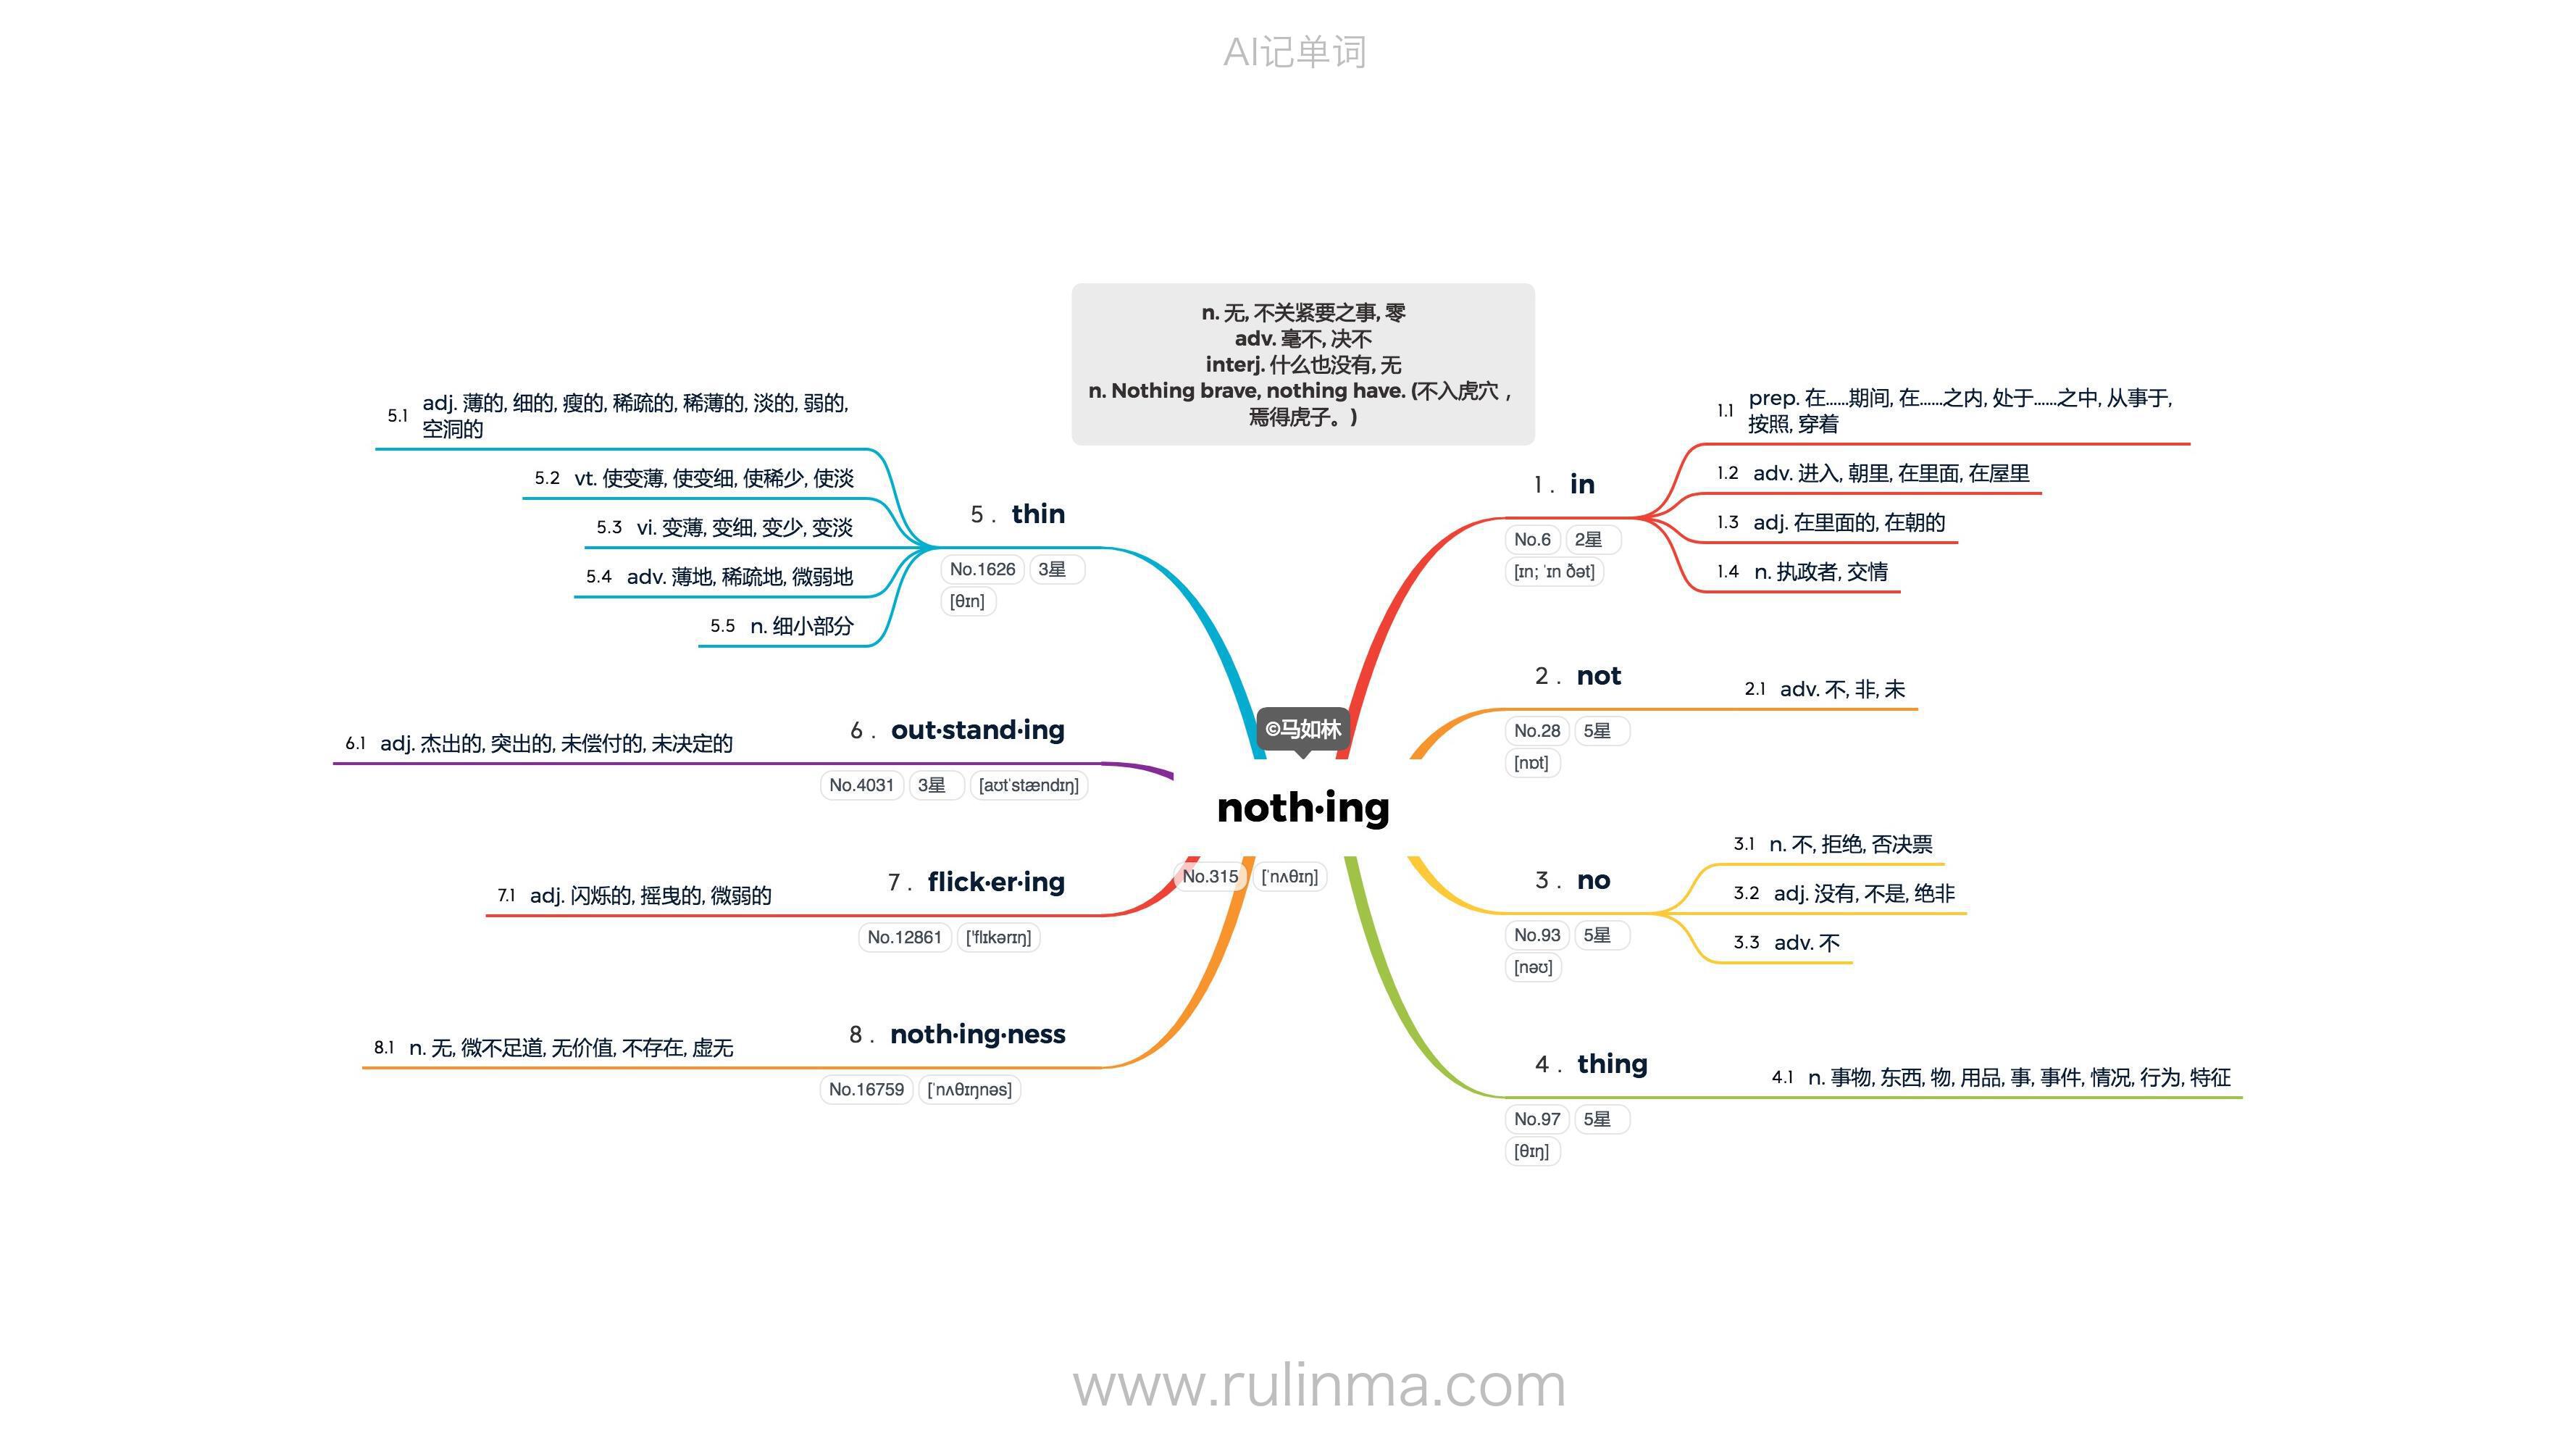 AI记单词
n. 无, 不关紧要之事, 零
adv. 毫不, 决不
interj. 什么也没有, 无
n. Nothing brave, nothing have. (不入虎穴，
焉得虎子。)
©马如林
noth·ing
No.315 [ˈnʌθɪŋ]
1 . in
No.6 2星
[ɪn; ˈɪn ðət]
1.1 prep. 在……期间, 在……之内, 处于……之中, 从事于,
按照, 穿着
1.2 adv. 进入, 朝里, 在里面, 在屋里
1.3 adj. 在里面的, 在朝的
1.4 n. 执政者, 交情
2 . not
No.28 5星
[nɒt]
2.1 adv. 不, 非, 未
3 . no
No.93 5星
[nəʊ]
3.1 n. 不, 拒绝, 否决票
3.2 adj. 没有, 不是, 绝非
3.3 adv. 不
4 . thing
No.97 5星
[θɪŋ]
4.1 n. 事物, 东西, 物, 用品, 事, 事件, 情况, 行为, 特征
5 . thin
No.1626 3星
[θɪn]
5.1 adj. 薄的, 细的, 瘦的, 稀疏的, 稀薄的, 淡的, 弱的,
空洞的
5.2 vt. 使变薄, 使变细, 使稀少, 使淡
5.3 vi. 变薄, 变细, 变少, 变淡
5.4 adv. 薄地, 稀疏地, 微弱地
5.5 n. 细小部分
6 . out·stand·ing
No.4031 3星 [aʊtˈstændɪŋ]
6.1 adj. 杰出的, 突出的, 未偿付的, 未决定的
7 . flick·er·ing
No.12861 ['flɪkərɪŋ]
7.1 adj. 闪烁的, 摇曳的, 微弱的
8 . noth·ing·ness
No.16759 [ˈnʌθɪŋnəs]
8.1 n. 无, 微不足道, 无价值, 不存在, 虚无
www.rulinma.com